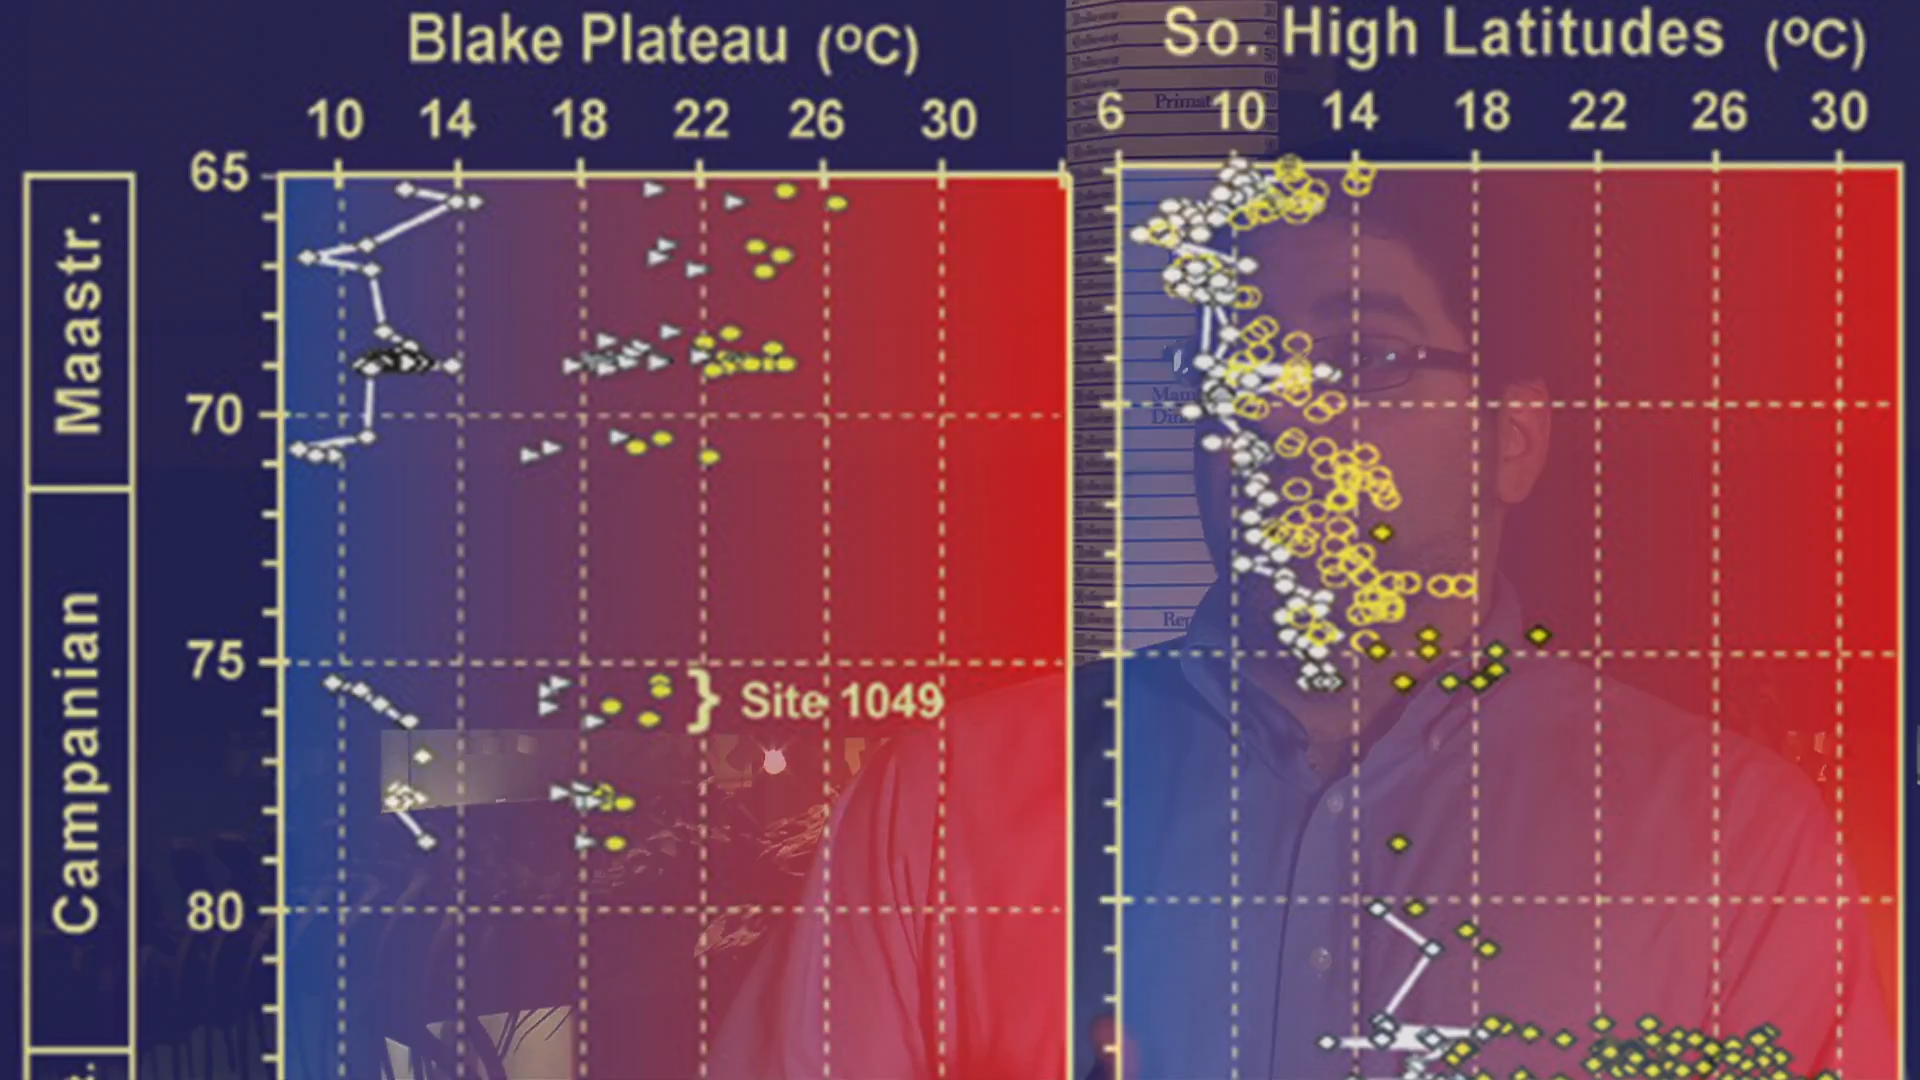 Blake Plateau (ºC)
So. High Latitudes (ºC)
10 14 18 22 26 30
6 10 14 18 22 26 30
65
Maastr.
70
75
Site 1049
Campanian
80